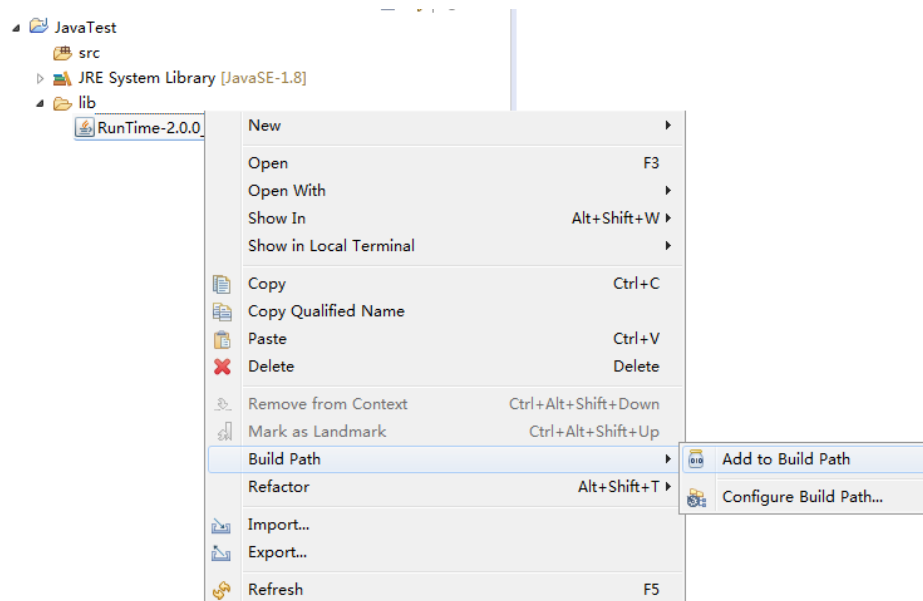 JavaTest
src
JRE System Library [JavaSE-1.8]
lib
RunTime-2.0.0_
New
Open F3
Open With
Show In Alt+Shift+W
Show in Local Terminal
Copy Ctrl+C
Copy Qualified Name
Paste Ctrl+V
Delete Delete
Remove from Context Ctrl+Alt+Shift+Down
Mark as Landmark Ctrl+Alt+Shift+Up
Build Path
Add to Build Path
Refactor Alt+Shift+T
Configure Build Path...
Import...
Export...
Refresh F5